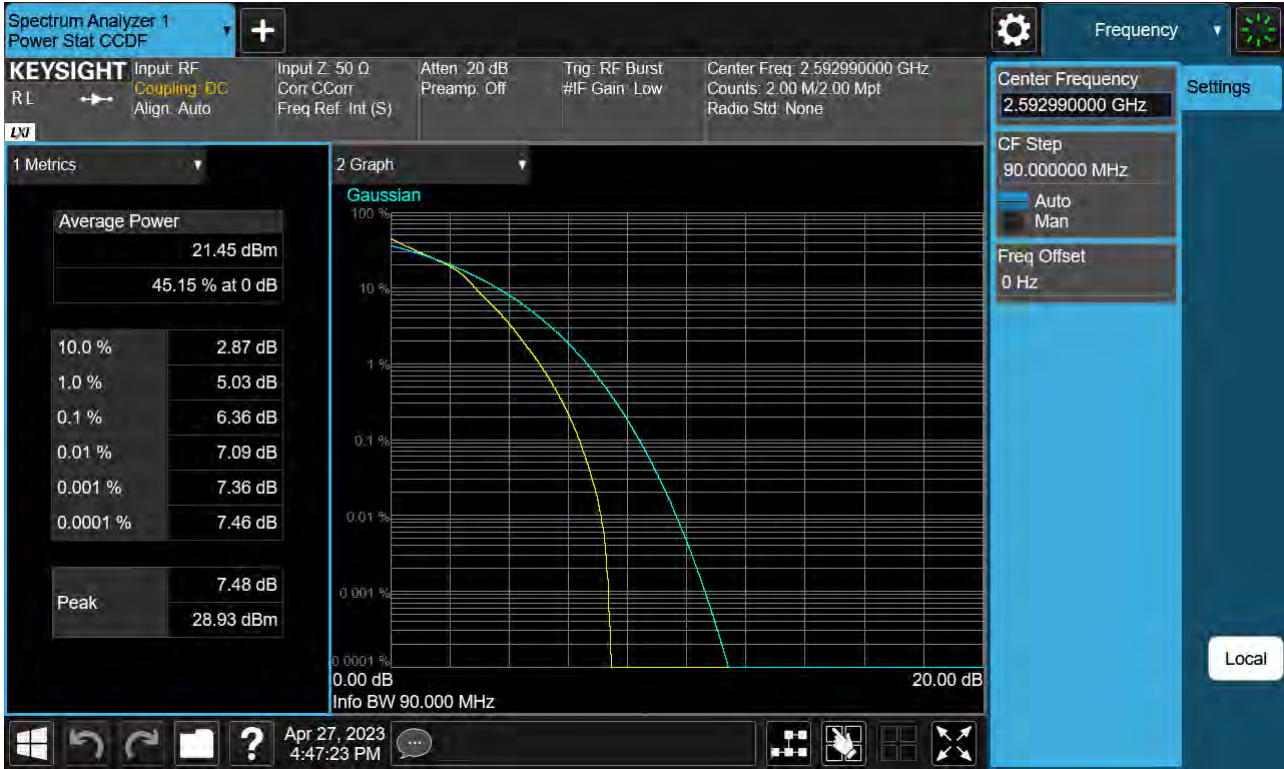 Spectrum Analyzer 1
Power Stat CCDF
+
Frequency
KEYSIGHT
R L
LXI
Input: RF
Coupling: DC
Align: Auto
Input Z: 50 Ω
Corr CCorr
Freq Ref: Int (S)
Atten: 20 dB
Preamp: Off
Trig: RF Burst
#IF Gain: Low
Center Freq: 2.592990000 GHz
Counts: 2.00 M/2.00 Mpt
Radio Std: None
Center Frequency
2.592990000 GHz
Settings
CF Step
90.000000 MHz
Auto
Man
Freq Offset
0 Hz
Local
1 Metrics
Average Power
21.45 dBm
45.15 % at 0 dB
10.0 % 2.87 dB
1.0 % 5.03 dB
0.1 % 6.36 dB
0.01 % 7.09 dB
0.001 % 7.36 dB
0.0001 % 7.46 dB
Peak
7.48 dB
28.93 dBm
2 Graph
Gaussian
100 %
10 %
1 %
0.1 %
0.01 %
0.001 %
0.0001 %
0.00 dB 20.00 dB
Info BW 90.000 MHz
?
Apr 27, 2023
4:47:23 PM